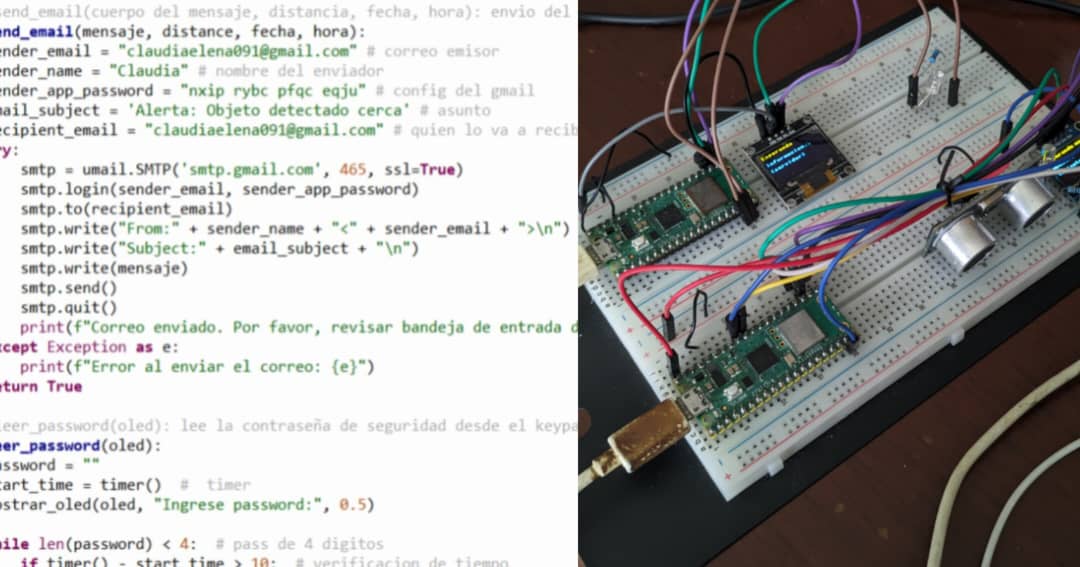 send_email(cuerpo del mensaje, distancia, fecha, hora): envio del
end_email(mensaje, distance, fecha, hora):
ender_email = "claudiaelena091@gmail.com" # correo emisor
ender_name = "Claudia" # nombre del enviador
ender_app_password = "nxip rybc pfqc eqju" # config del gmail
mail_subject = 'Alerta: Objeto detectado cerca' # asunto
ecipient_email = "claudiaelena091@gmail.com" # quien lo va a recib
ry:
smtp = umail.SMTP('smtp.gmail.com', 465, ssl=True)
smtp.login(sender_email, sender_app_password)
smtp.to(recipient_email)
smtp.write("From:" + sender_name + "<" + sender_email + ">\n")
smtp.write("Subject:" + email_subject + "\n")
smtp.write(mensaje)
smtp.send()
smtp.quit()
print(f"Correo enviado. Por favor, revisar bandeja de entrada d
xcept Exception as e:
print(f"Error al enviar el correo: {e}")
eturn True
leer_password(oled): lee la contraseña de seguridad desde el keypa
eer_password(oled):
assword = ""
tart_time = timer() # timer
ostrar_oled(oled, "Ingrese password:", 0.5)
hile len(password) < 4: # pass de 4 digitos
if timer() - start_time > 10: # verificacion de tiempo
Esperando
informacion..
(servidor)